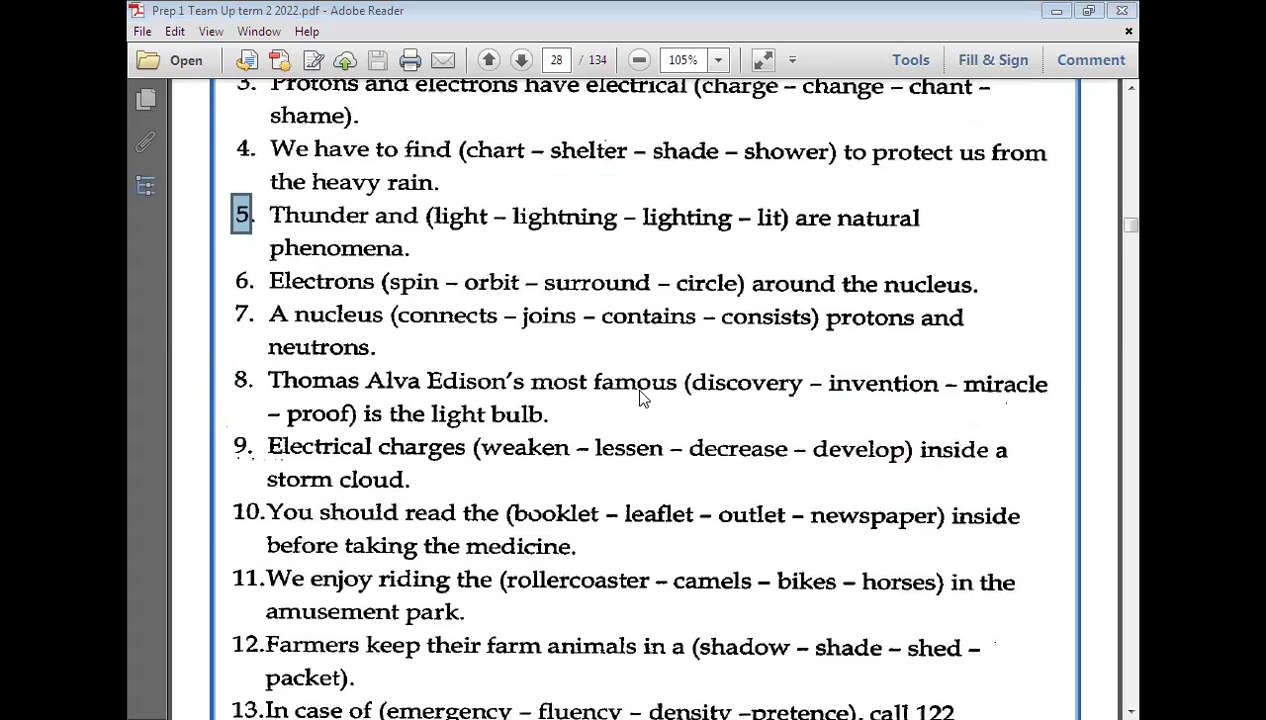 Prep 1 Team Up term 2 2022.pdf - Adobe Reader
File Edit View Window Help
Open 28 / 134 105% Tools Fill & Sign Comment
3. Protons and electrons have electrical (charge – change – chant –
shame).
4. We have to find (chart – shelter – shade – shower) to protect us from
the heavy rain.
5. Thunder and (light – lightning – lighting – lit) are natural
phenomena.
6. Electrons (spin – orbit – surround – circle) around the nucleus.
7. A nucleus (connects – joins – contains – consists) protons and
neutrons.
8. Thomas Alva Edison's most famous (discovery – invention – miracle
– proof) is the light bulb.
9. Electrical charges (weaken – lessen – decrease – develop) inside a
storm cloud.
10.You should read the (booklet – leaflet – outlet – newspaper) inside
before taking the medicine.
11.We enjoy riding the (rollercoaster – camels – bikes – horses) in the
amusement park.
12.Farmers keep their farm animals in a (shadow – shade – shed –
packet).
13.In case of (emergency – fluency – density –pretence), call 122